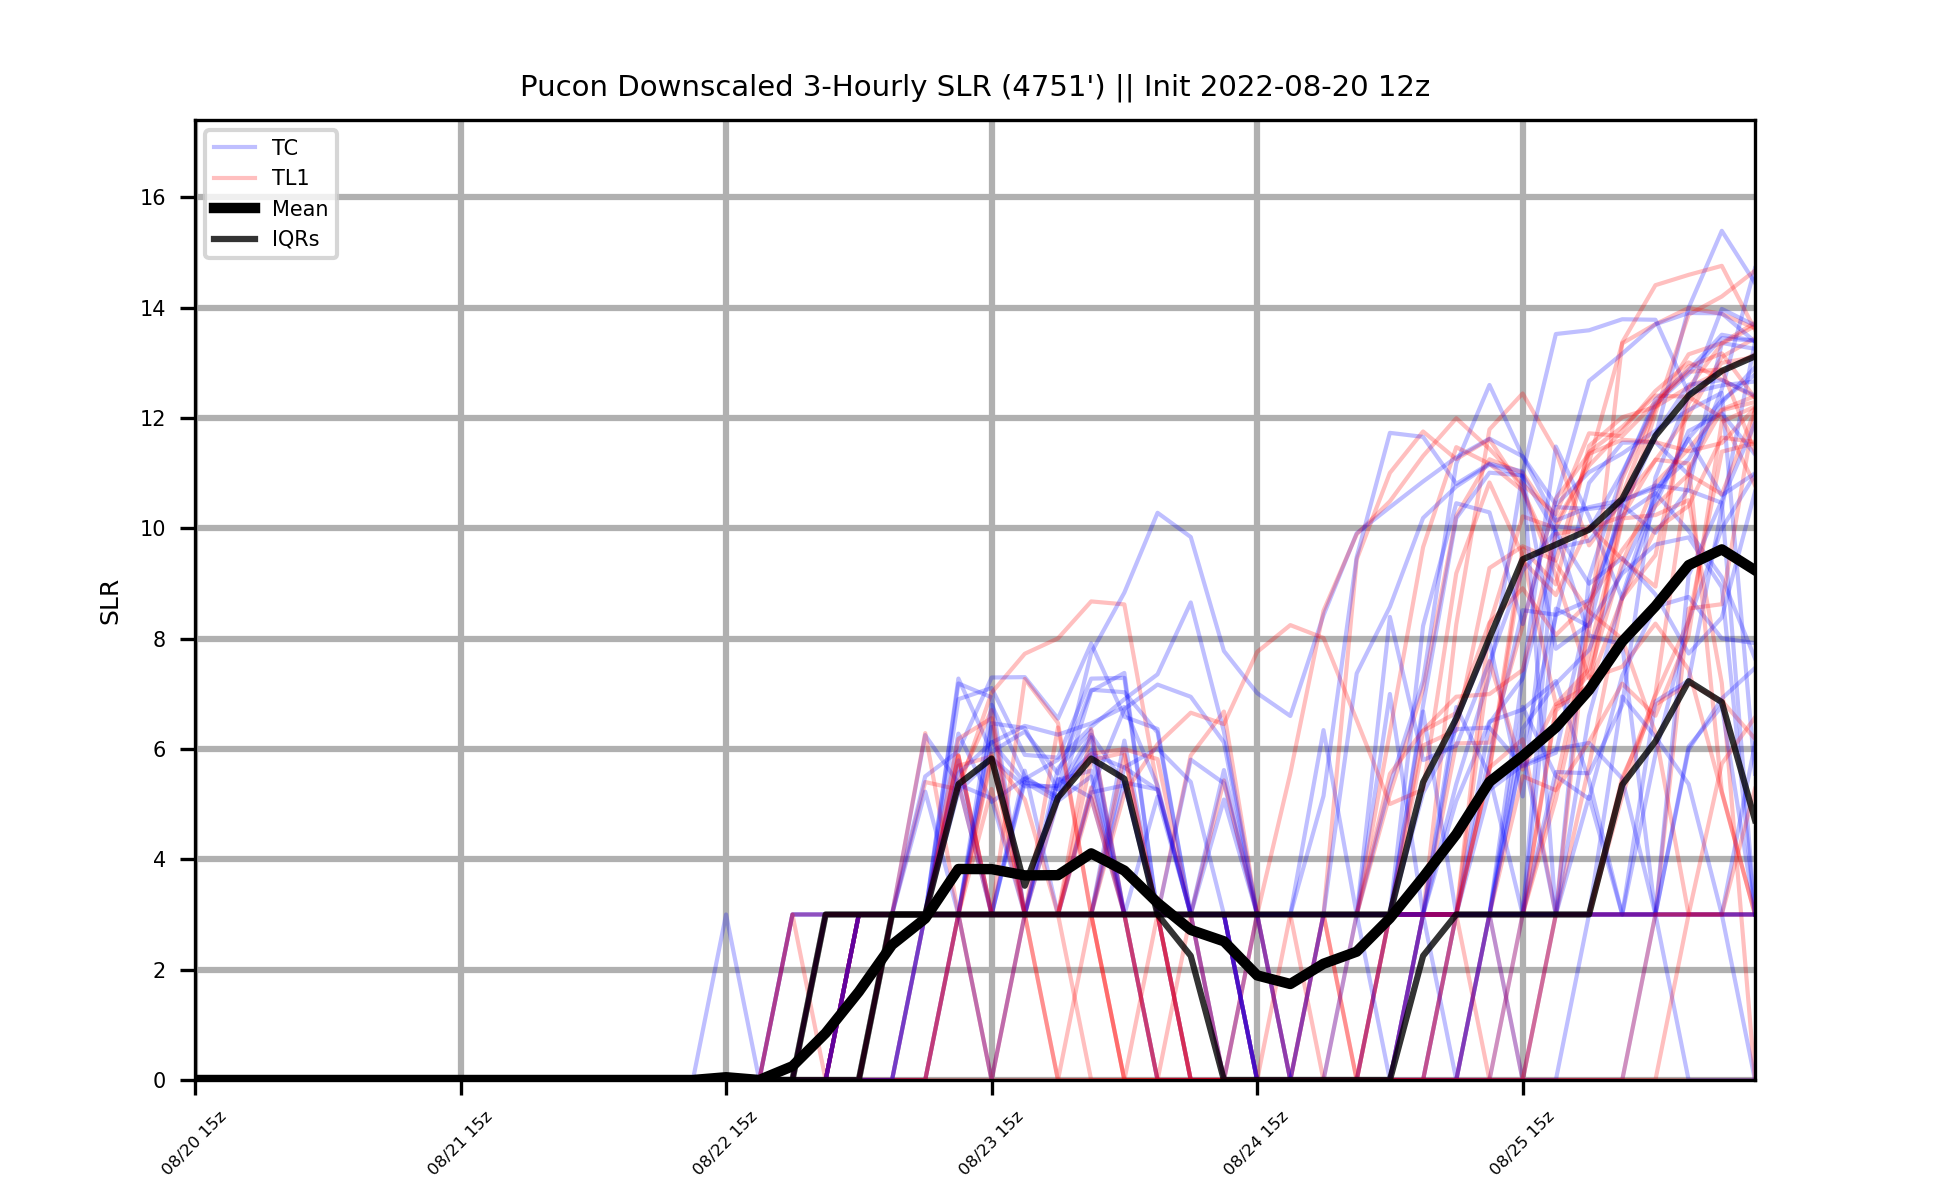 Pucon Downscaled 3-Hourly SLR (4751') || Init 2022-08-20 12z
TC
TL1
Mean
IQRs
SLR
16
14
12
10
8
6
4
2
0
08/20 15z
08/21 15z
08/22 15z
08/23 15z
08/24 15z
08/25 15z